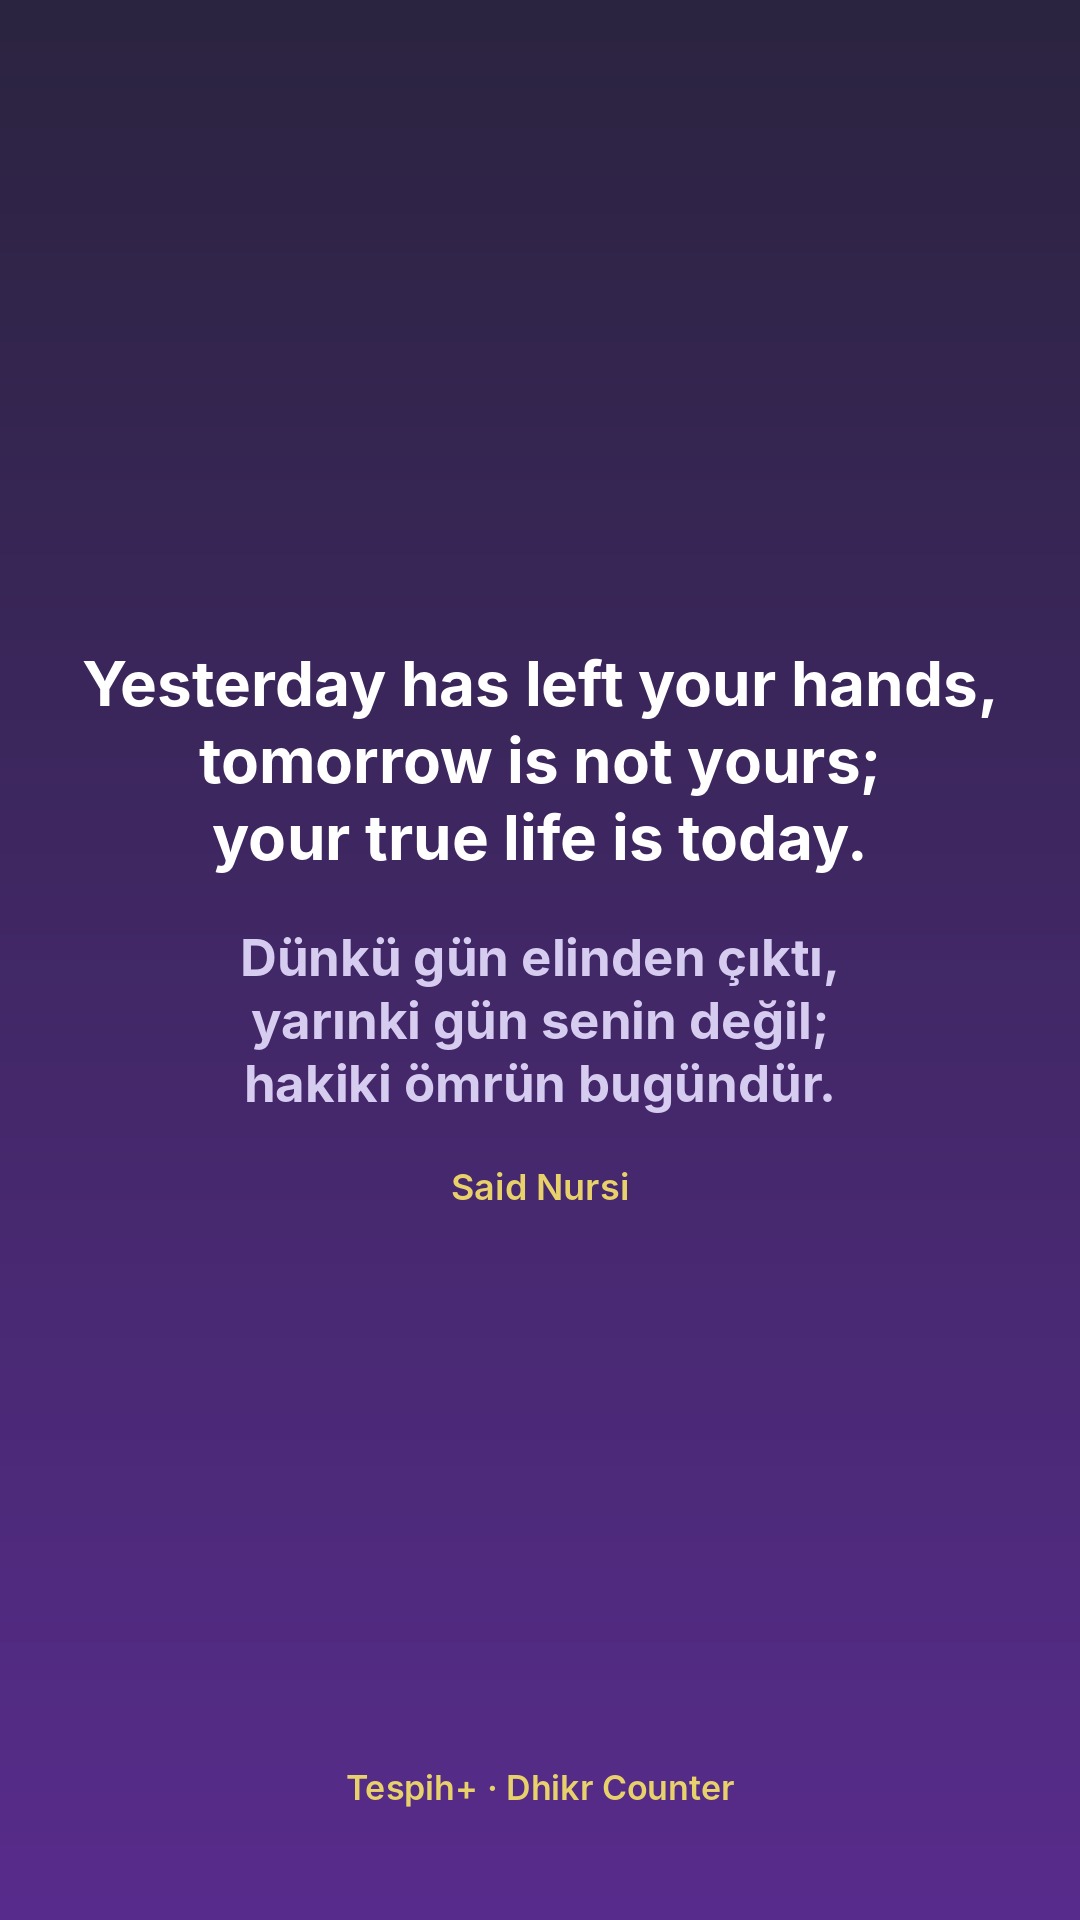 Yesterday has left your hands,
tomorrow is not yours;
your true life is today.
Dünkü gün elinden çıktı,
yarınki gün senin değil;
hakiki ömrün bugündür.
Said Nursi
Tespih+ · Dhikr Counter